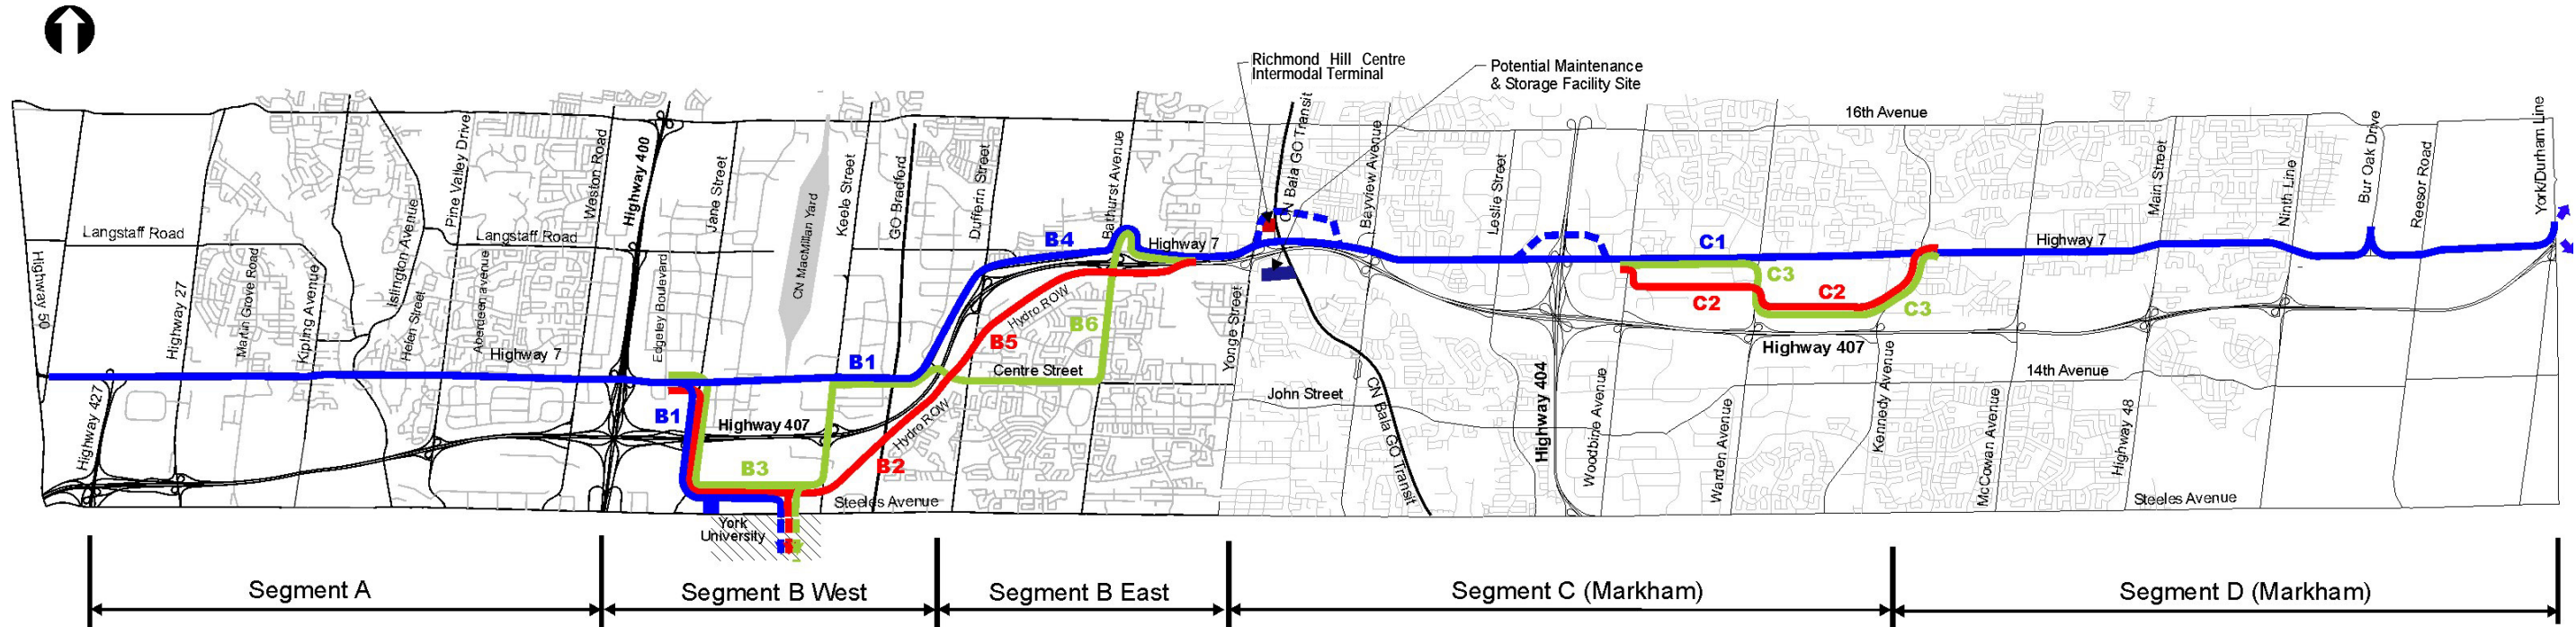 Richmond Hill Centre
Intermodal Terminal
Potential Maintenance
& Storage Facility Site
16th Avenue
Highway 50
Langstaff Road
Highway 27
Martin Grove Road
Kipling Avenue
Islington Avenue
Helen Street
Pine Valley Drive
Aberdeen avenue
Langstaff Road
Highway 7
Weston Road
Highway 400
Edgeley Boulevard
Jane Street
CN MacMillan Yard
Keele Street
GO Bradford
Dufferin Street
Bathurst Avenue
B4
Highway 7
Hydro ROW
B5
B6
Centre Street
B1
B1
Highway 407
Hydro ROW
B3
B2
Steeles Avenue
York
University
Highway 427
Yonge Street
CN Bala GO Transit
Bayview Avenue
John Street
CN Bala GO Transit
Leslie Street
Highway 404
Woodbine Avenue
C1
C3
C2
C2
C3
Highway 407
Warden Avenue
Kennedy Avenue
McCowan Avenue
Highway 7
14th Avenue
Highway 48
Main Street
Ninth Line
Bur Oak Drive
Reesor Road
York/Durham Line
Steeles Avenue
Segment A
Segment B West
Segment B East
Segment C (Markham)
Segment D (Markham)